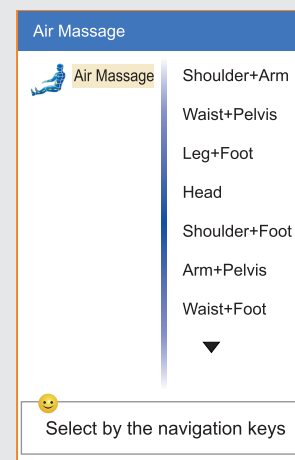 Air Massage
Air Massage
Shoulder+Arm
Waist+Pelvis
Leg+Foot
Head
Shoulder+Foot
Arm+Pelvis
Waist+Foot
Select by the navigation keys